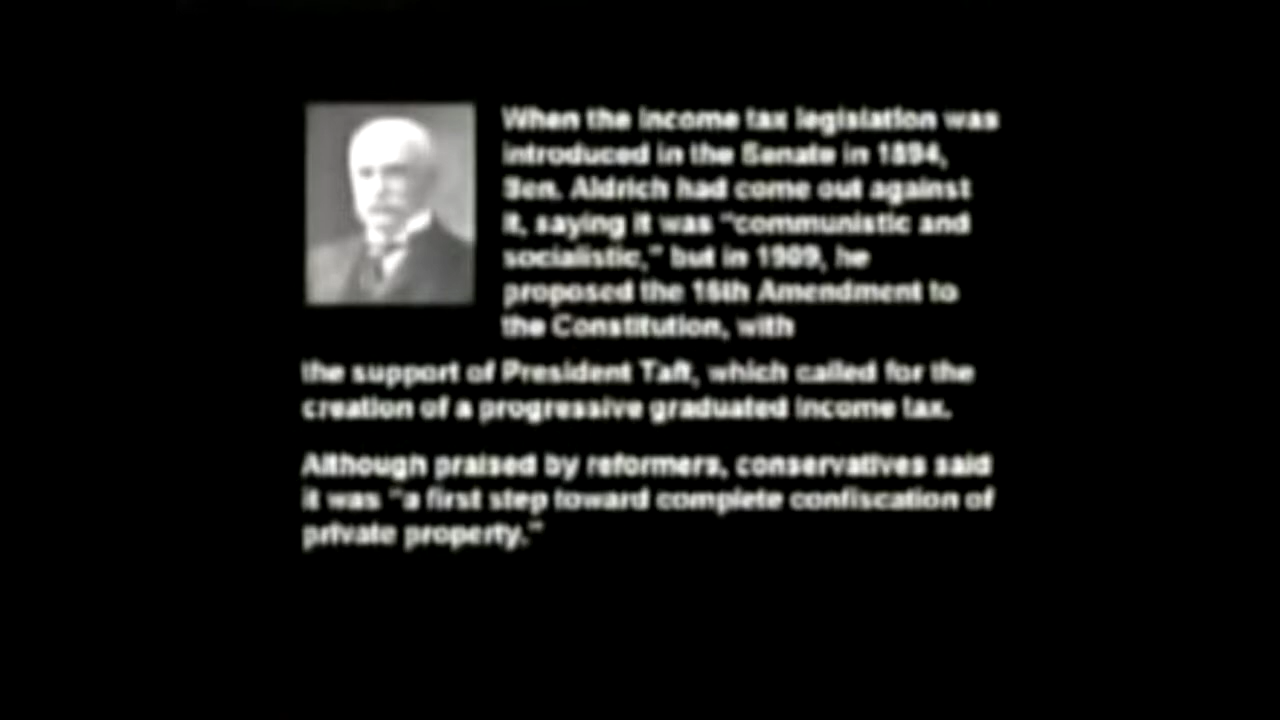 When the income tax legislation was
introduced in the Senate in 1894,
Sen. Aldrich had come out against
it, saying it was "communistic and
socialistic," but in 1909, he
proposed the 16th Amendment to
the Constitution, with
the support of President Taft, which called for the
creation of a progressive graduated income tax.
Although praised by reformers, conservatives said
it was "a first step toward complete confiscation of
private property."